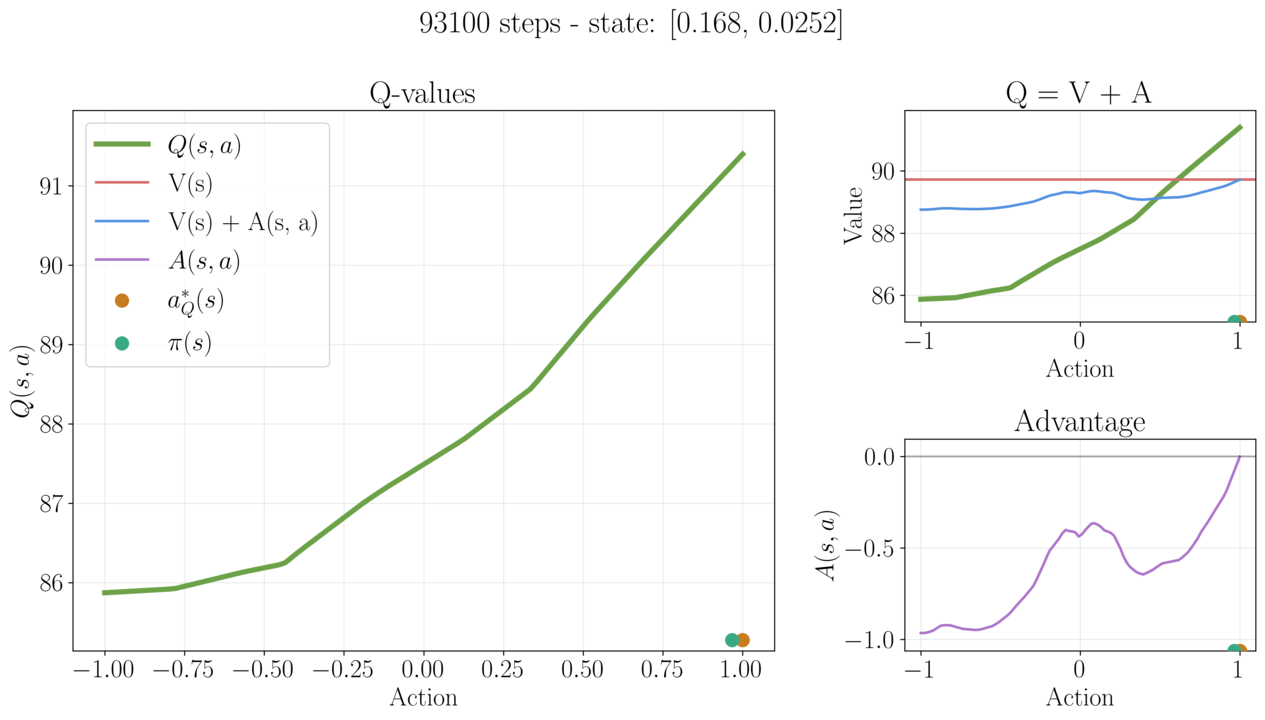 93100 steps - state: [0.168, 0.0252]
Q-values
Q(s, a)
V(s)
V(s) + A(s, a)
A(s, a)
a*Q(s)
π(s)
Q(s, a)
91
90
89
88
87
86
−1.00 −0.75 −0.50 −0.25 0.00 0.25 0.50 0.75 1.00
Action
Q = V + A
Value
90
88
86
−1 0 1
Action
Advantage
A(s, a)
0.0
−0.5
−1.0
−1 0 1
Action